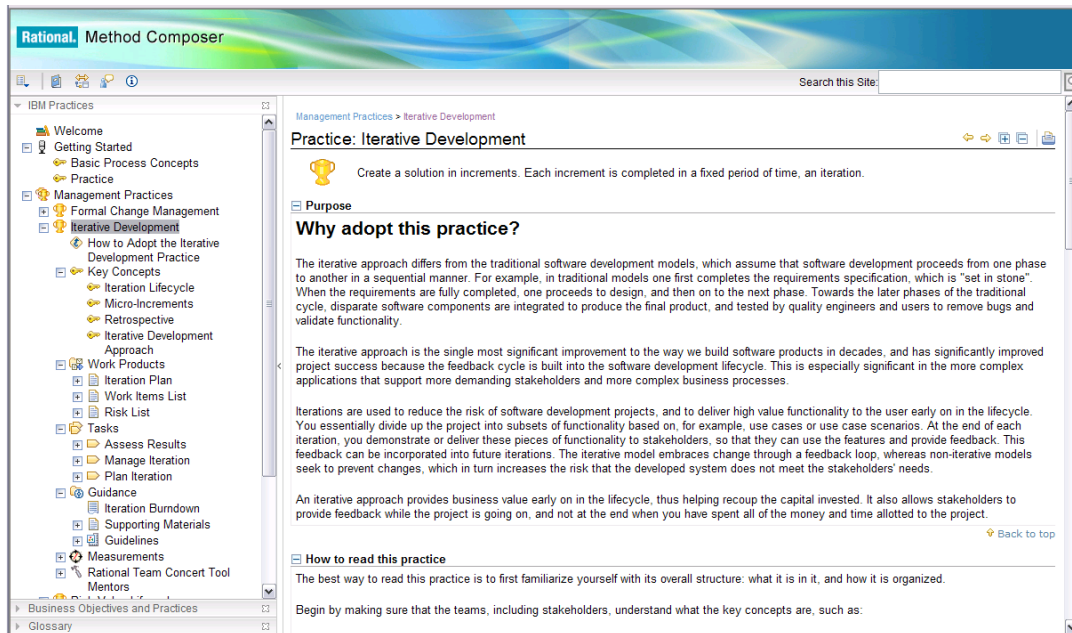 Rational. Method Composer
Search this Site:
IBM Practices
Welcome
Getting Started
Basic Process Concepts
Practice
Management Practices
Formal Change Management
Iterative Development
How to Adopt the Iterative
Development Practice
Key Concepts
Iteration Lifecycle
Micro-Increments
Retrospective
Iterative Development
Approach
Work Products
Iteration Plan
Work Items List
Risk List
Tasks
Assess Results
Manage Iteration
Plan Iteration
Guidance
Iteration Burndown
Supporting Materials
Guidelines
Measurements
Rational Team Concert Tool
Mentors
Business Objectives and Practices
Glossary
Management Practices > Iterative Development
Practice: Iterative Development
Create a solution in increments. Each increment is completed in a fixed period of time, an iteration.
Purpose
Why adopt this practice?
The iterative approach differs from the traditional software development models, which assume that software development proceeds from one phase
to another in a sequential manner. For example, in traditional models one first completes the requirements specification, which is "set in stone".
When the requirements are fully completed, one proceeds to design, and then on to the next phase. Towards the later phases of the traditional
cycle, disparate software components are integrated to produce the final product, and tested by quality engineers and users to remove bugs and
validate functionality.
The iterative approach is the single most significant improvement to the way we build software products in decades, and has significantly improved
project success because the feedback cycle is built into the software development lifecycle. This is especially significant in the more complex
applications that support more demanding stakeholders and more complex business processes.
Iterations are used to reduce the risk of software development projects, and to deliver high value functionality to the user early on in the lifecycle.
You essentially divide up the project into subsets of functionality based on, for example, use cases or use case scenarios. At the end of each
iteration, you demonstrate or deliver these pieces of functionality to stakeholders, so that they can use the features and provide feedback. This
feedback can be incorporated into future iterations. The iterative model embraces change through a feedback loop, whereas non-iterative models
seek to prevent changes, which in turn increases the risk that the developed system does not meet the stakeholders' needs.
An iterative approach provides business value early on in the lifecycle, thus helping recoup the capital invested. It also allows stakeholders to
provide feedback while the project is going on, and not at the end when you have spent all of the money and time allotted to the project.
Back to top
How to read this practice
The best way to read this practice is to first familiarize yourself with its overall structure: what it is in it, and how it is organized.
Begin by making sure that the teams, including stakeholders, understand what the key concepts are, such as: